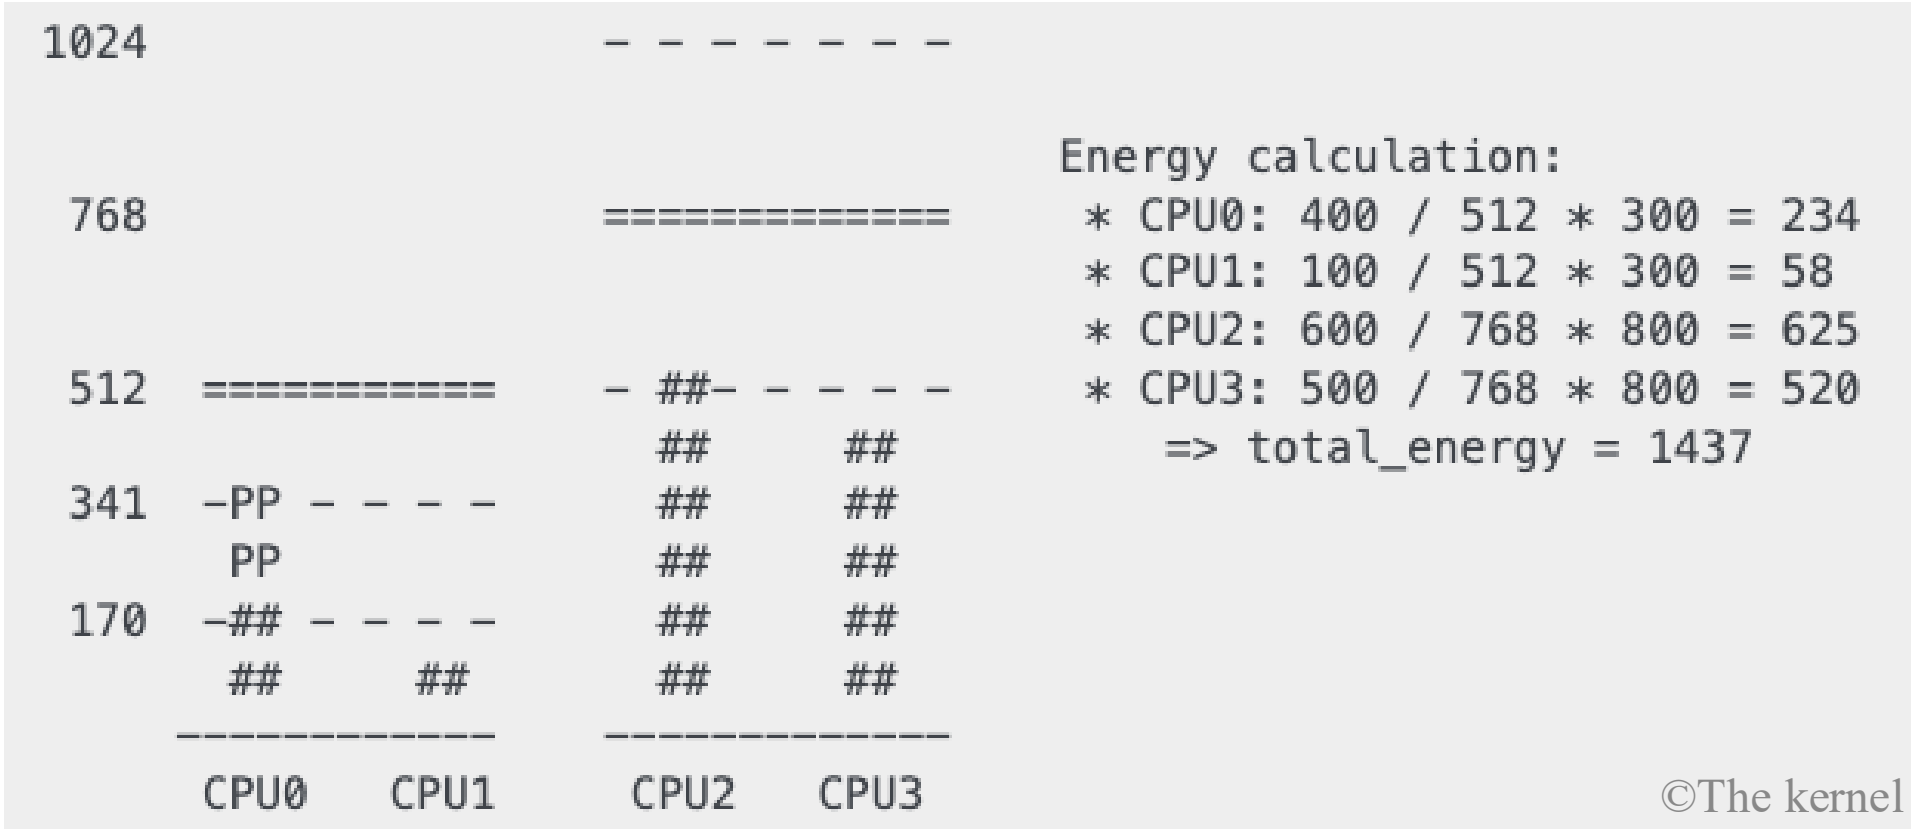 1024                 - - - - - - -
Energy calculation:
768                  ============= * CPU0: 400 / 512 * 300 = 234
* CPU1: 100 / 512 * 300 = 58
* CPU2: 600 / 768 * 800 = 625
512  ===========    - ##- - - - - * CPU3: 500 / 768 * 800 = 520
##     ## => total_energy = 1437
341  -PP - - - -      ##     ##
PP               ##     ##
170  -## - - - -      ##     ##
##     ##       ##     ##
------------    -------------
CPU0   CPU1     CPU2   CPU3
©The kernel